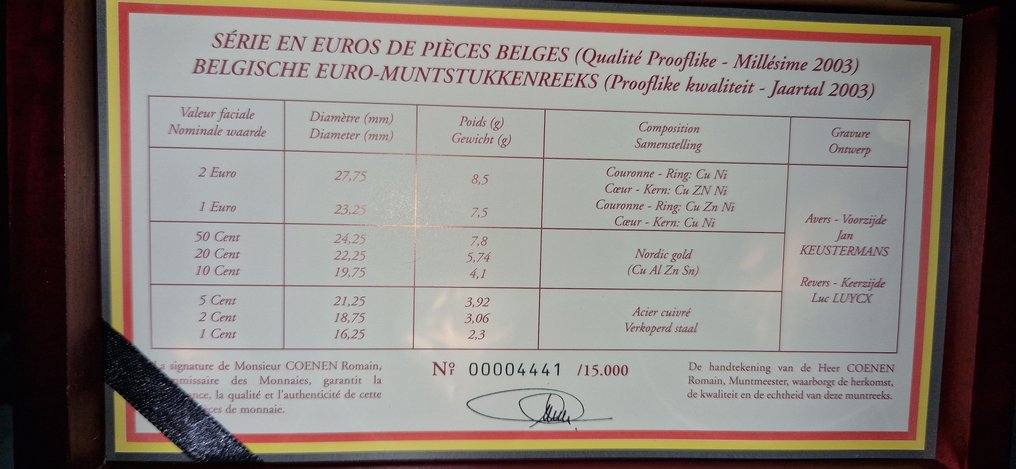 SÉRIE EN EUROS DE PIÈCES BELGES (Qualité Prooflike - Millésime 2003)
BELGISCHE EURO-MUNTSTUKKENREEKS (Prooflike kwaliteit - Jaartal 2003)
Valeur faciale
Nominale waarde
Diamètre (mm)
Diameter (mm)
Poids (g)
Gewicht (g)
Composition
Samenstelling
Gravure
Ontwerp
2 Euro 27,75 8,5
Couronne - Ring: Cu Ni
Cœur - Kern: Cu ZN Ni
1 Euro 23,25 7,5
Couronne - Ring: Cu Zn Ni
Cœur - Kern: Cu Ni
50 Cent 24,25 7,8
20 Cent 22,25 5,74
10 Cent 19,75 4,1
Nordic gold
(Cu Al Zn Sn)
5 Cent 21,25 3,92
2 Cent 18,75 3,06
1 Cent 16,25 2,3
Acier cuivré
Verkoperd staal
Avers - Voorzijde
Jan
KEUSTERMANS
Revers - Keerzijde
Luc LUYCX
signature de Monsieur COENEN Romain,
des Monnaies, garantit la
la qualité et l'authenticité de cette
de monnaie.
Nº 00004441 /15.000
De handtekening van de Heer COENEN
Romain, Muntmeester, waarborgt de herkomst,
de kwaliteit en de echtheid van deze muntreeks.